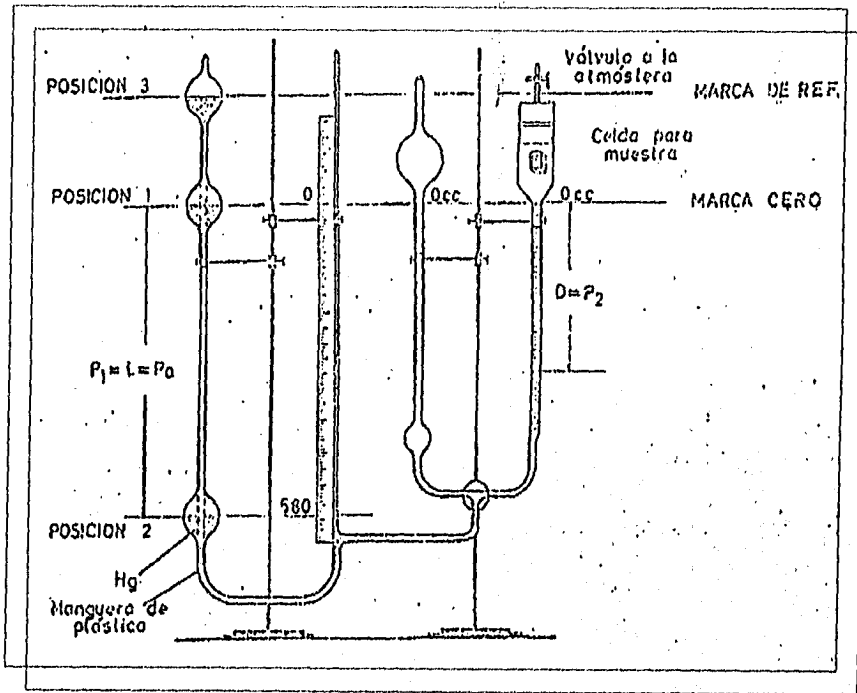 Válvula a la
atmósfera
POSICION 3
MARCA DE REF.
Celda para
muestra
POSICION 1
0
0cc
0cc
MARCA CERO
D=P2
P1=L=Pa
580
POSICION 2
Hg
Manguera de
plástico